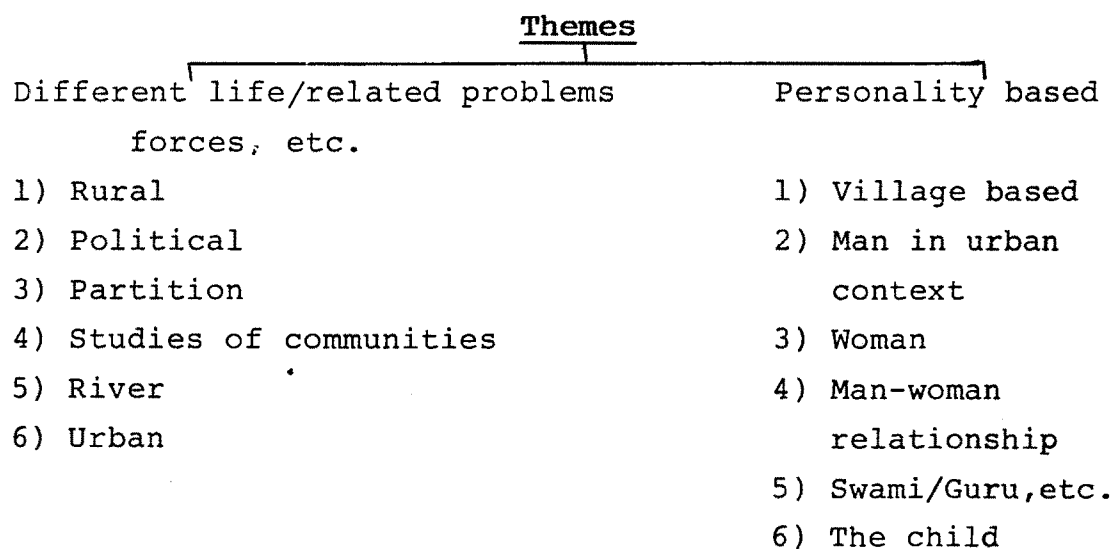 Themes
Different life/related problems
forces, etc.
1) Rural
2) Political
3) Partition
4) Studies of communities
5) River
6) Urban
Personality based
1) Village based
2) Man in urban
context
3) Woman
4) Man-woman
relationship
5) Swami/Guru,etc.
6) The child